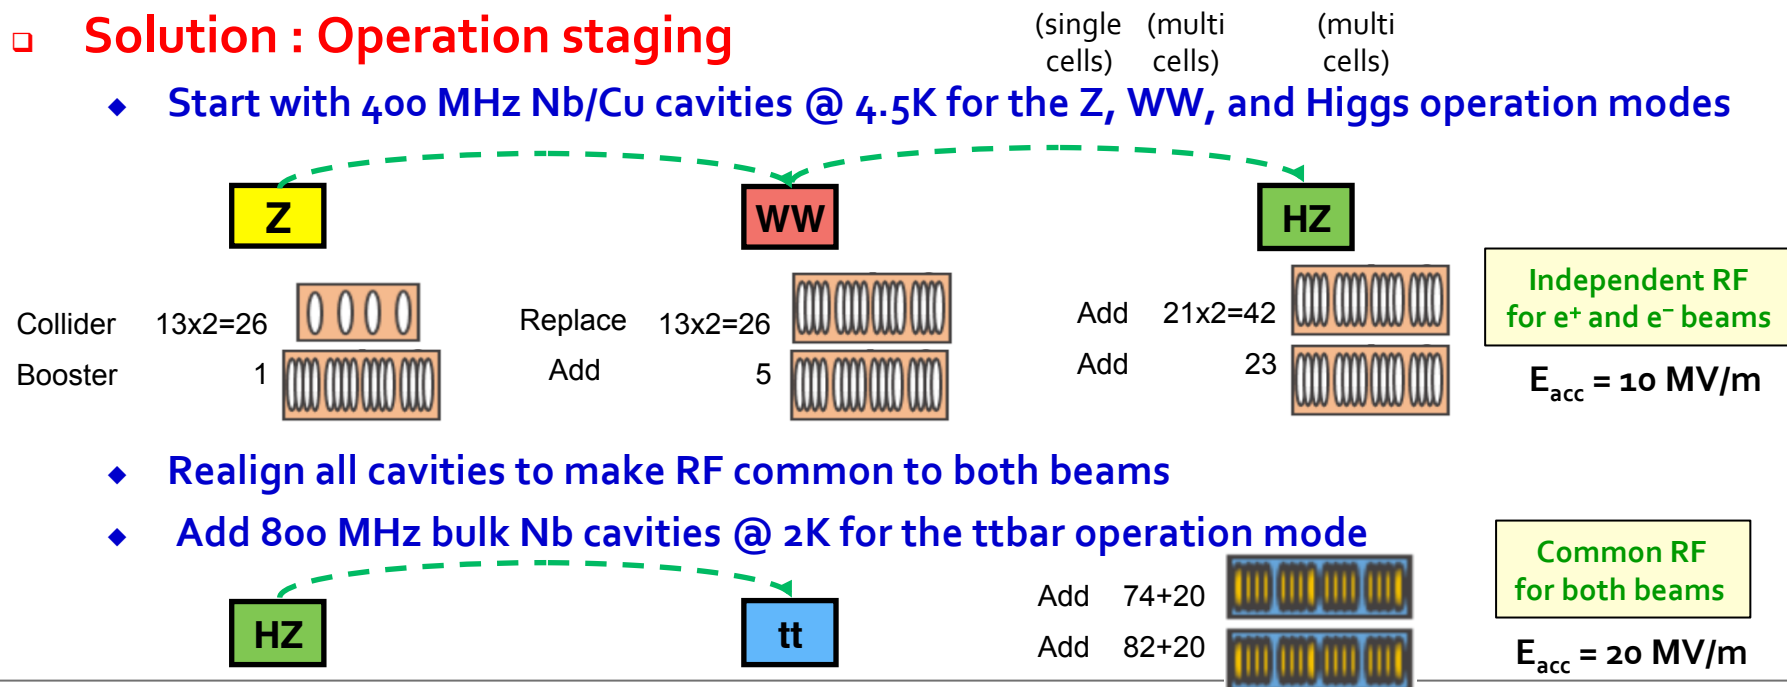 ❑ Solution : Operation staging
(single cells) (multi cells) (multi cells)
◆ Start with 400 MHz Nb/Cu cavities @ 4.5K for the Z, WW, and Higgs operation modes
Z WW HZ
Collider 13x2=26 Replace 13x2=26 Add 21x2=42
Booster 1 Add 5 Add 23
Independent RF
for e⁺ and e⁻ beams
E_acc = 10 MV/m
◆ Realign all cavities to make RF common to both beams
◆ Add 800 MHz bulk Nb cavities @ 2K for the ttbar operation mode
HZ tt
Add 74+20
Add 82+20
Common RF
for both beams
E_acc = 20 MV/m